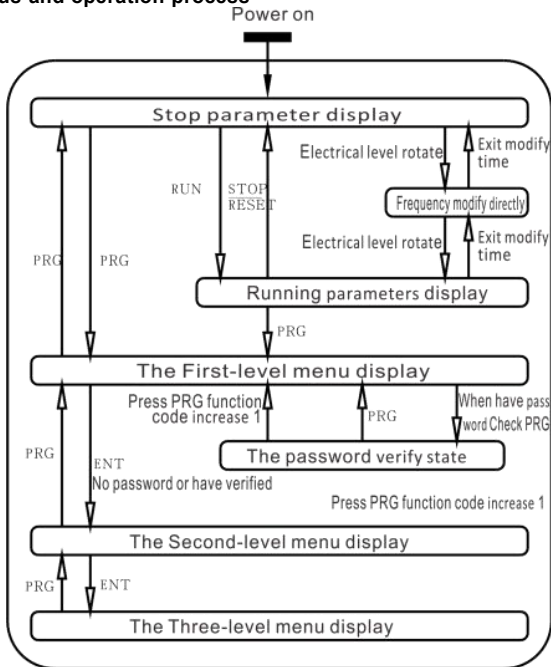 and operation process
Power on
Stop parameter display
Electrical level rotate
Exit modify
time
RUN
STOP
RESET
Frequency modify directly
Electrical level rotate
Exit modify
time
PRG
PRG
Running parameters display
PRG
The First-level menu display
Press PRG function
code increase 1
PRG
When have pass
word Check PRG
PRG
ENT
The password verify state
No password or have verified
Press PRG function code increase 1
The Second-level menu display
PRG
ENT
The Three-level menu display